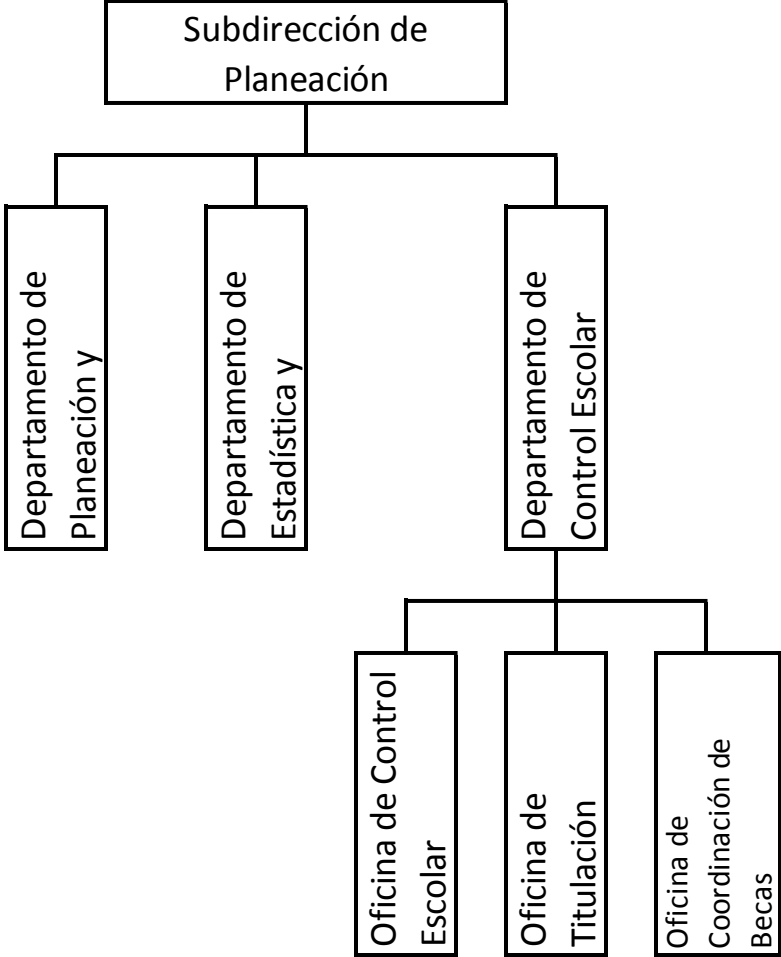 Subdirección de
Planeación
Departamento de
Planeación y
Departamento de
Estadística y
Departamento de
Control Escolar
Oficina de Control
Escolar
Oficina de
Titulación
Oficina de
Coordinación de
Becas